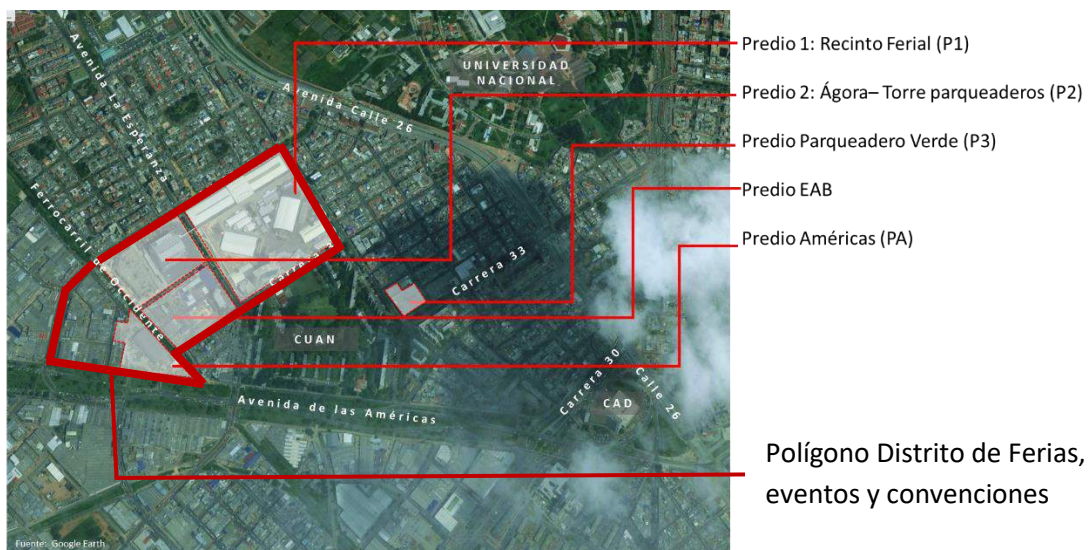 Predio 1: Recinto Ferial (P1)
Predio 2: Ágora– Torre parqueaderos (P2)
Predio Parqueadero Verde (P3)
Predio EAB
Predio Américas (PA)
Polígono Distrito de Ferias,
eventos y convenciones
UNIVERSIDAD
NACIONAL
Avenida La Esperanza
Avenida Calle 26
Ferrocarril de Occidente
Carrera 3
Carrera 33
CUAN
Carrera 30
Calle 26
CAD
Avenida de las Américas
Fuente: Google Earth